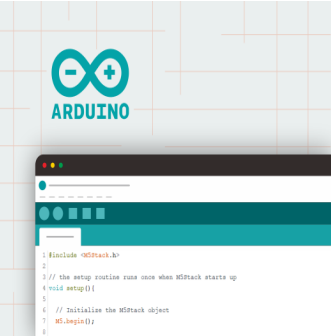 ARDUINO
1 #include <M5Stack.h>
2
3 // the setup routine runs once when M5Stack starts up
4 void setup(){
5
6 // Initialize the M5Stack object
7 M5.begin();
8